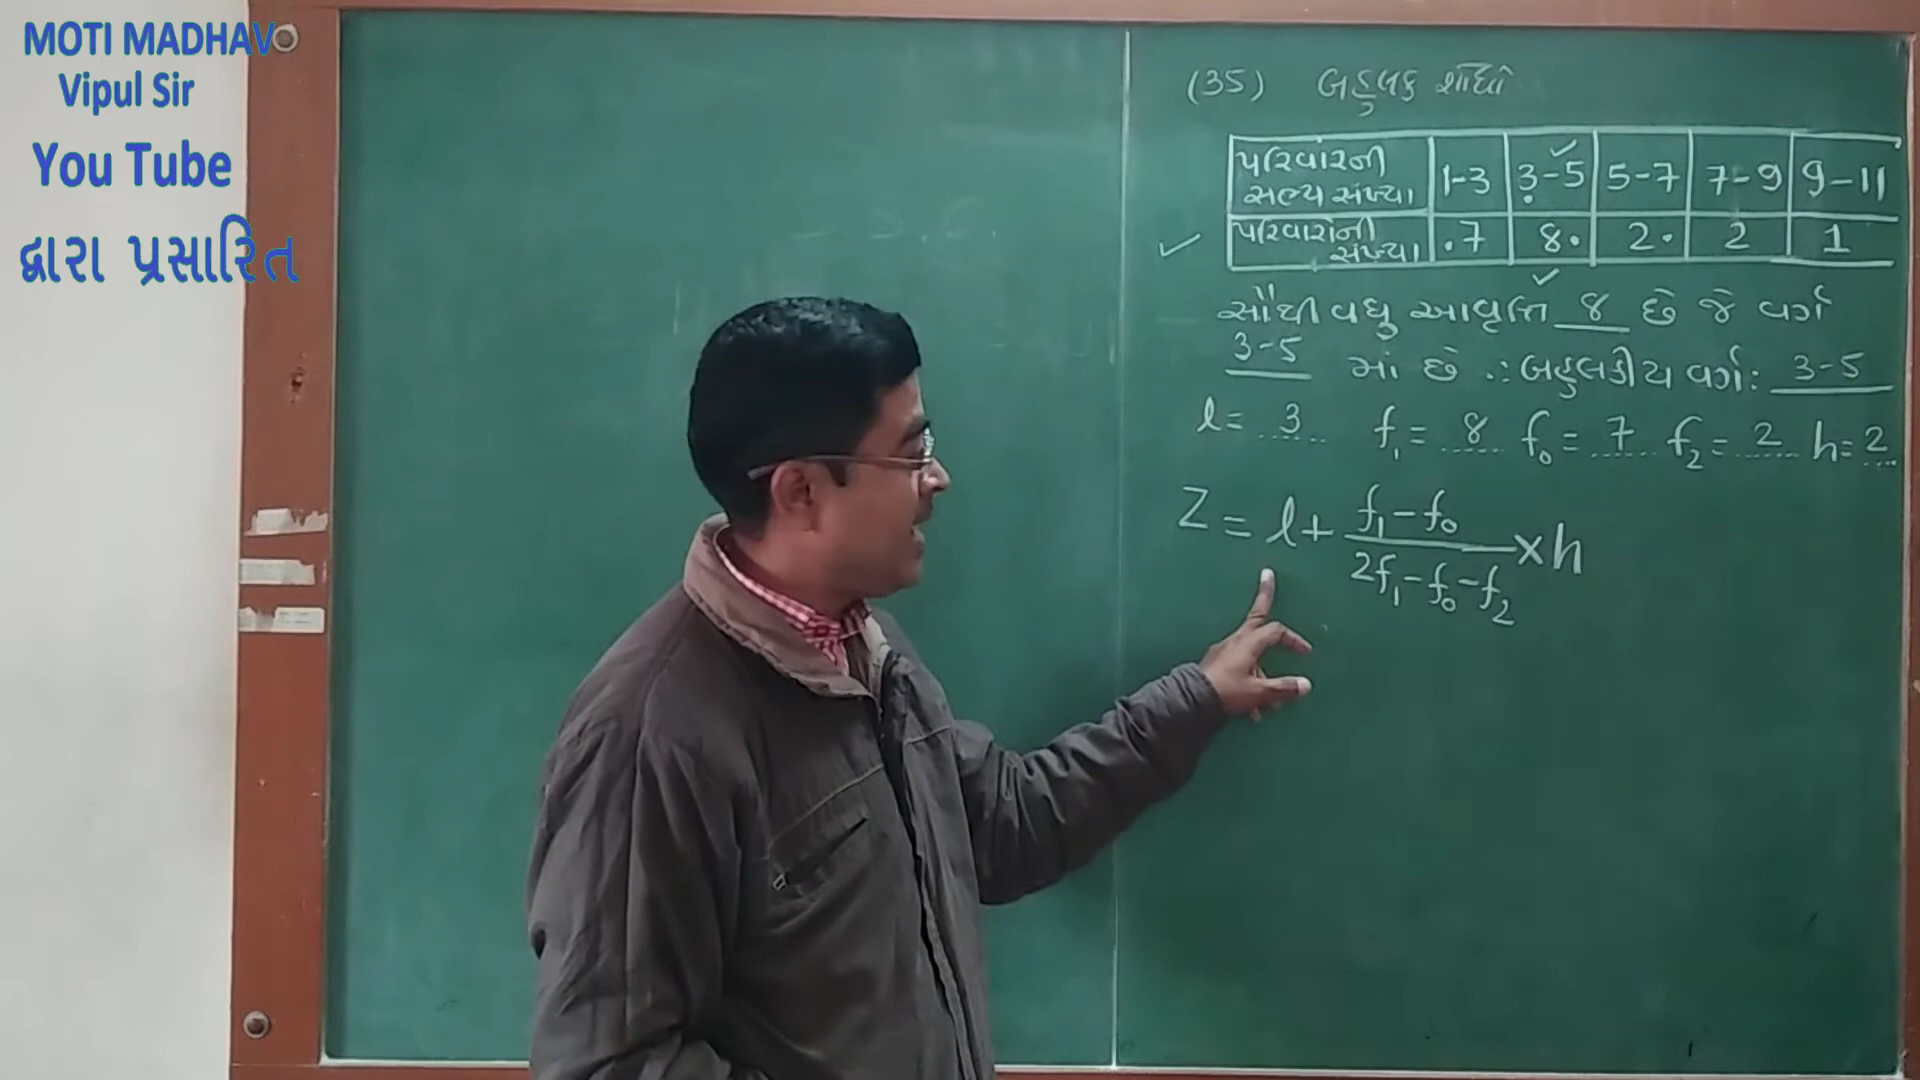 MOTI MADHAV
Vipul Sir
You Tube
દ્વારા પ્રસારિત
(35) બહુલક શોધો
પરિવારની સભ્ય સંખ્યા 1-3 3-5 5-7 7-9 9-11
પરિવારોની સંખ્યા 7 8 2 2 1
સૌથી વધુ આવૃત્તિ 8 છે જે વર્ગ
3-5 માં છે ∴ બહુલકીય વર્ગ: 3-5
l = 3 f₁ = 8 f₀ = 7 f₂ = 2 h = 2
Z = l + (f₁ - f₀) / (2f₁ - f₀ - f₂) × h